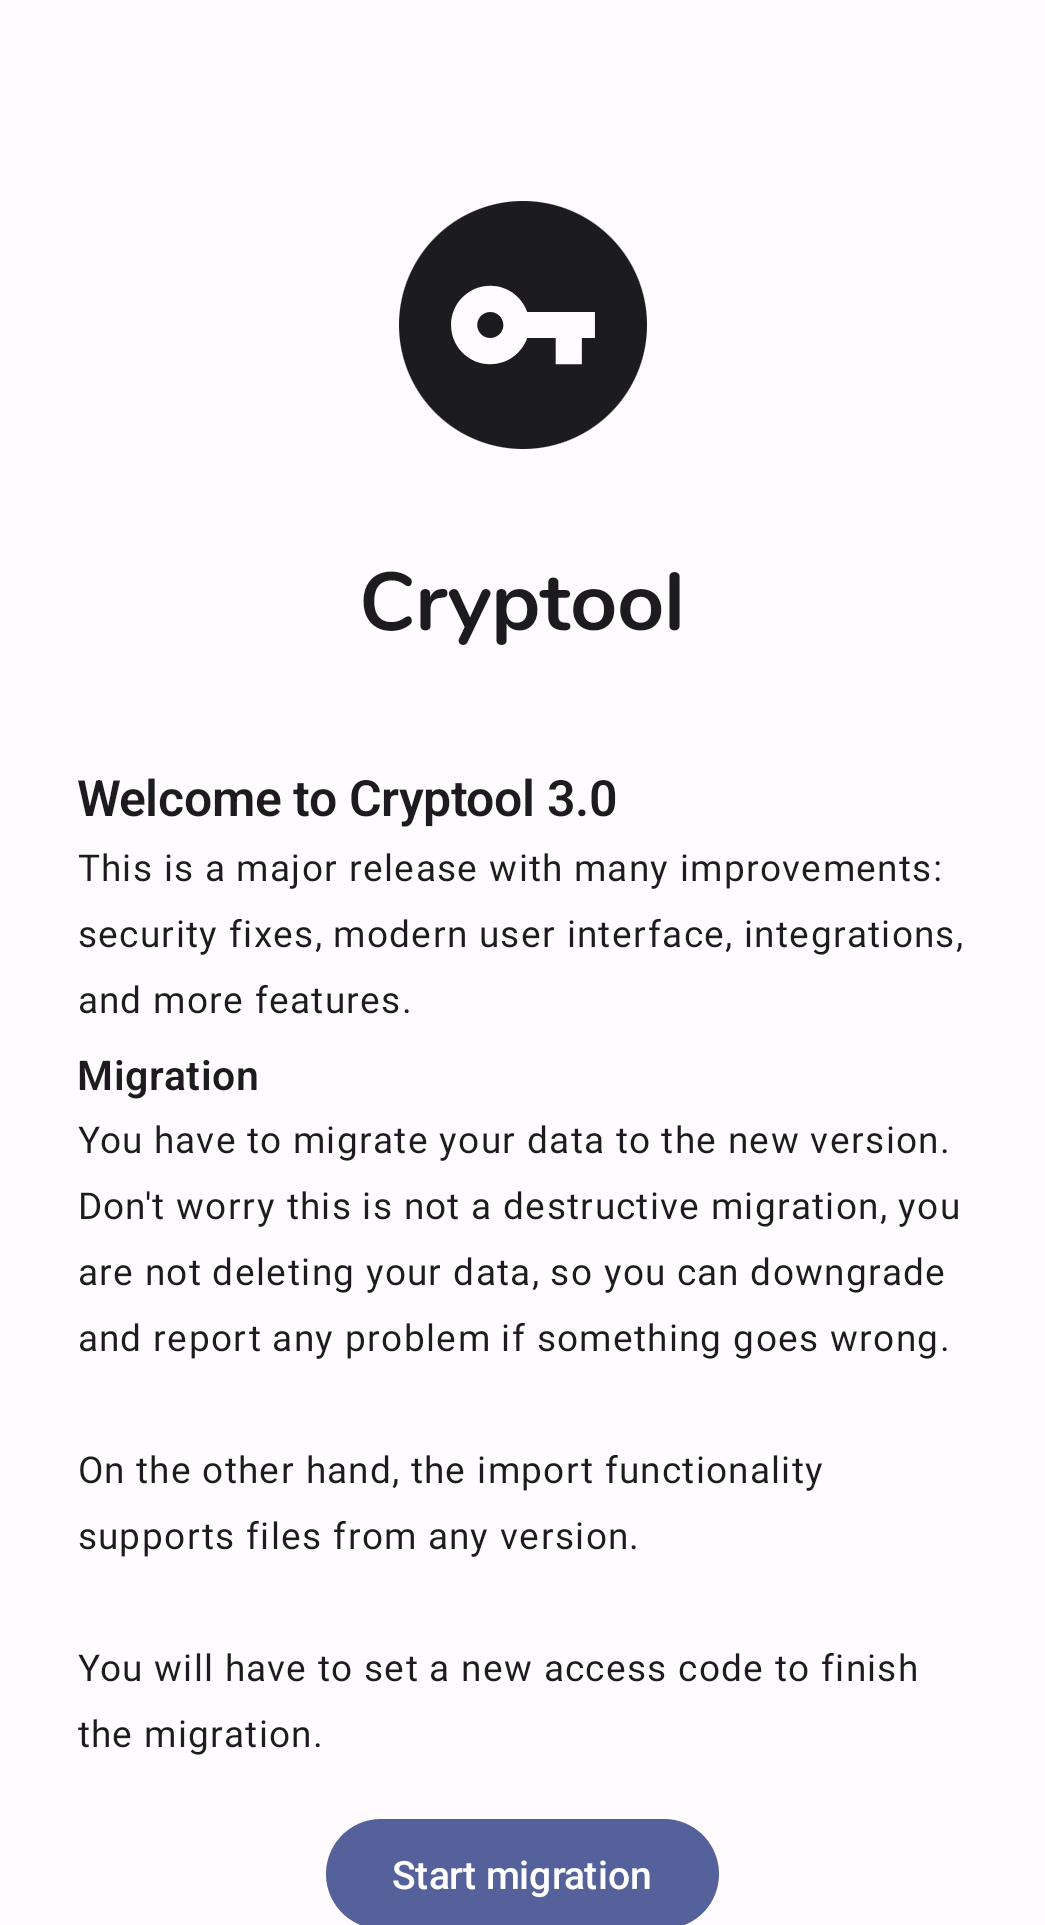 Cryptool
Welcome to Cryptool 3.0
This is a major release with many improvements:
security fixes, modern user interface, integrations,
and more features.
Migration
You have to migrate your data to the new version.
Don't worry this is not a destructive migration, you
are not deleting your data, so you can downgrade
and report any problem if something goes wrong.
On the other hand, the import functionality
supports files from any version.
You will have to set a new access code to finish
the migration.
Start migration